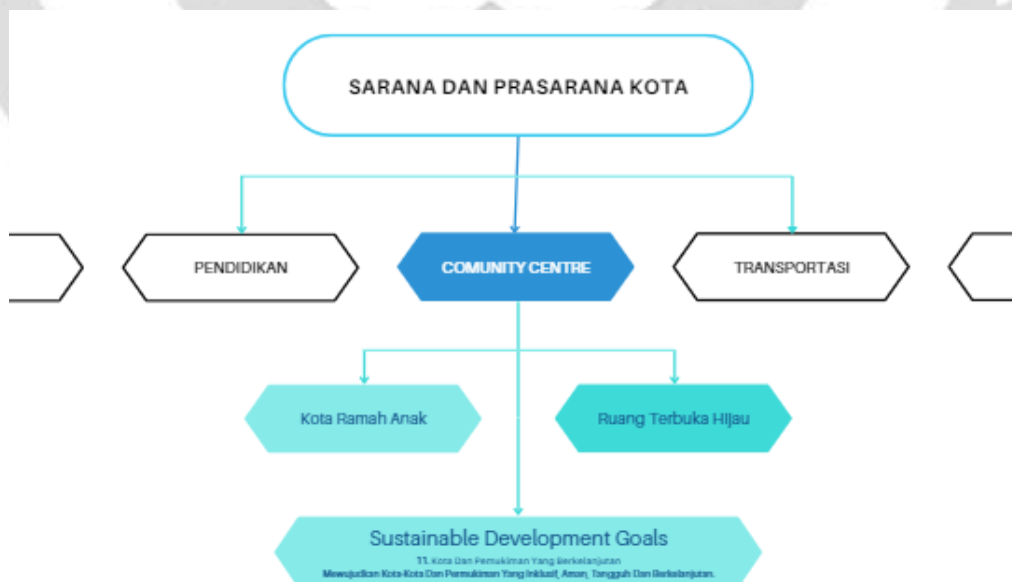 SARANA DAN PRASARANA KOTA
PENDIDIKAN
COMUNITY CENTRE
TRANSPORTASI
Kota Ramah Anak
Ruang Terbuka Hijau
Sustainable Development Goals
11. Kota Dan Pemukiman Yang Berkelanjutan
Mewujudkan Kota-Kota Dan Permukiman Yang Inklusif, Aman, Tangguh Dan Berkelanjutan.